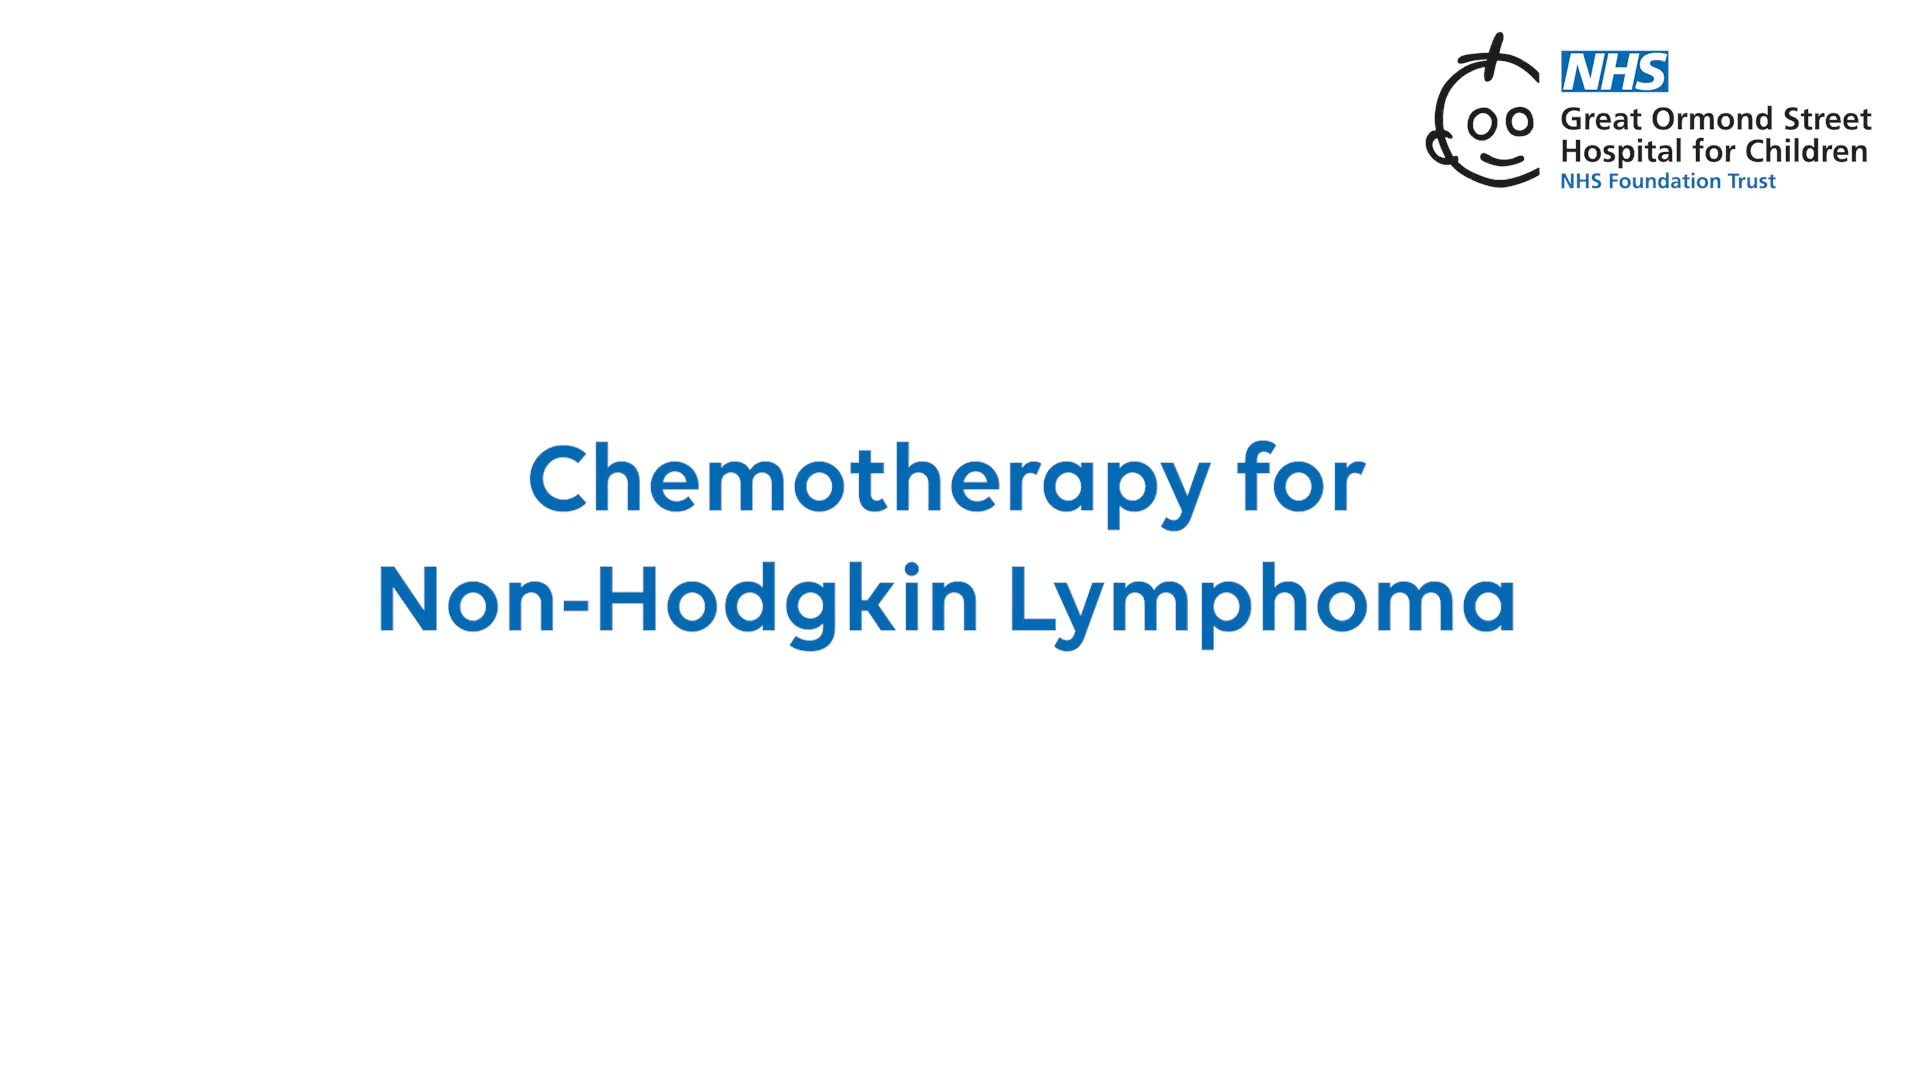 NHS
Great Ormond Street
Hospital for Children
NHS Foundation Trust
Chemotherapy for
Non-Hodgkin Lymphoma